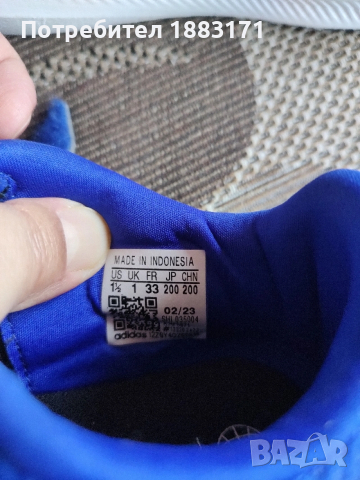 Потребител 1883171
MADE IN INDONESIA
US UK FR JP CHN
1½ 1 33 200 200
02/23
adidas
BAZAR